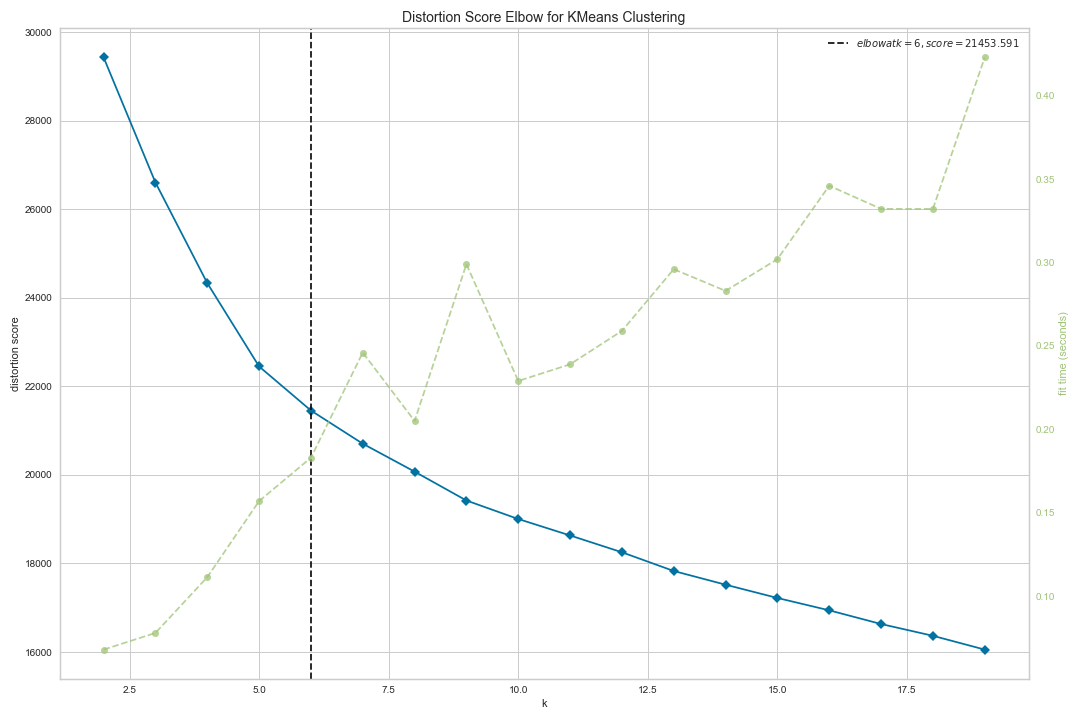 Distortion Score Elbow for KMeans Clustering
elbow at k = 6, score = 21453.591
distortion score
30000
28000
26000
24000
22000
20000
18000
16000
0.40
0.35
0.30
0.25
0.20
0.15
0.10
fit time (seconds)
2.5 5.0 7.5 10.0 12.5 15.0 17.5
k